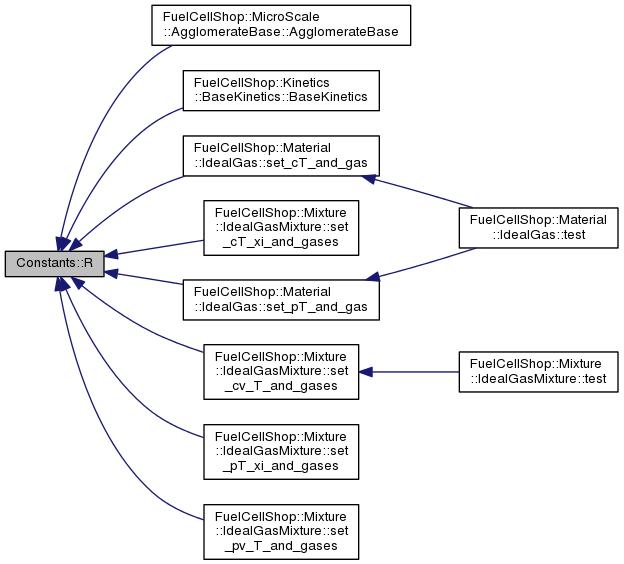 FuelCellShop::MicroScale
::AgglomerateBase::AgglomerateBase
FuelCellShop::Kinetics
::BaseKinetics::BaseKinetics
FuelCellShop::Material
::IdealGas::set_cT_and_gas
FuelCellShop::Mixture
::IdealGasMixture::set
_cT_xi_and_gases
FuelCellShop::Material
::IdealGas::test
Constants::R
FuelCellShop::Material
::IdealGas::set_pT_and_gas
FuelCellShop::Mixture
::IdealGasMixture::set
_cv_T_and_gases
FuelCellShop::Mixture
::IdealGasMixture::test
FuelCellShop::Mixture
::IdealGasMixture::set
_pT_xi_and_gases
FuelCellShop::Mixture
::IdealGasMixture::set
_pv_T_and_gases